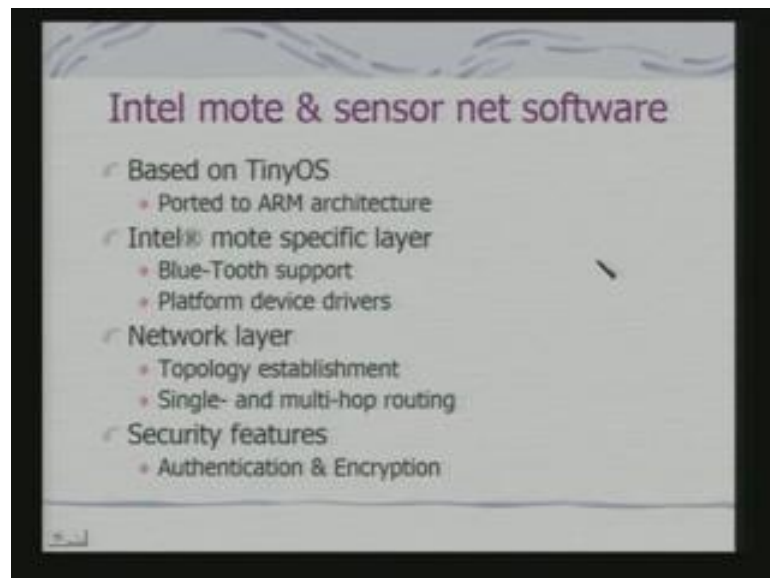 Intel mote & sensor net software
Based on TinyOS
Ported to ARM architecture
Intel® mote specific layer
Blue-Tooth support
Platform device drivers
Network layer
Topology establishment
Single- and multi-hop routing
Security features
Authentication & Encryption